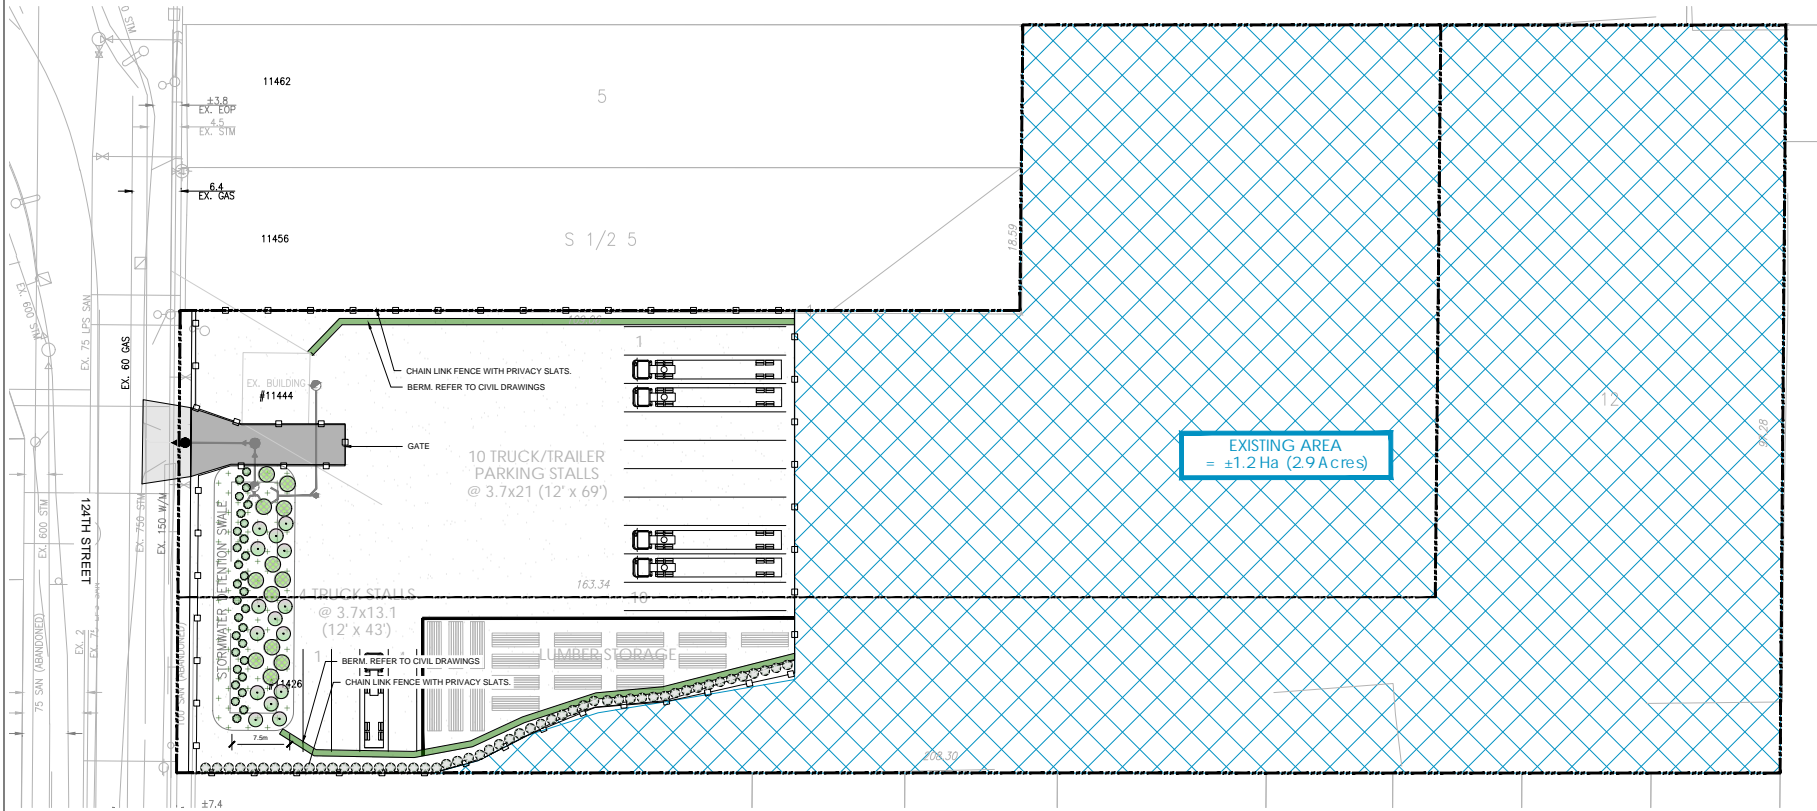 11462
5
±3.8
EX. EOP
4.5
EX. STM
6.4
EX. GAS
11456
S 1/2 5
18.59
EX. 600 STM
EX. 75 LPS SAN
EX. 60 GAS
1
CHAIN LINK FENCE WITH PRIVACY SLATS.
BERM. REFER TO CIVIL DRAWINGS
EX. BUILDING
#11444
GATE
10 TRUCK/TRAILER
PARKING STALLS
@ 3.7x21 (12' x 69')
EXISTING AREA
= ±1.2 Ha (2.9 Acres)
12
124TH STREET
EX. 600 STM
EX. 750 STM
EX. 150 W/M
STORMWATER DETENTION SWALE
163.34
10
4 TRUCK STALLS
@ 3.7x13.1
(12' x 43')
1
LUMBER STORAGE
BERM. REFER TO CIVIL DRAWINGS
CHAIN LINK FENCE WITH PRIVACY SLATS.
11426
75 SAN (ABANDONED)
7.5m
208.30
±7.4